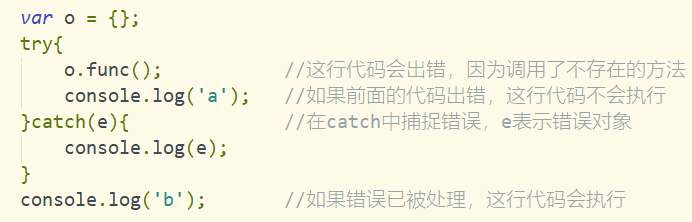 var o = {};
try{
    o.func();            //这行代码会出错，因为调用了不存在的方法
    console.log('a');    //如果前面的代码出错，这行代码不会执行
}catch(e){               //在catch中捕捉错误，e表示错误对象
    console.log(e);
}
console.log('b');        //如果错误已被处理，这行代码会执行